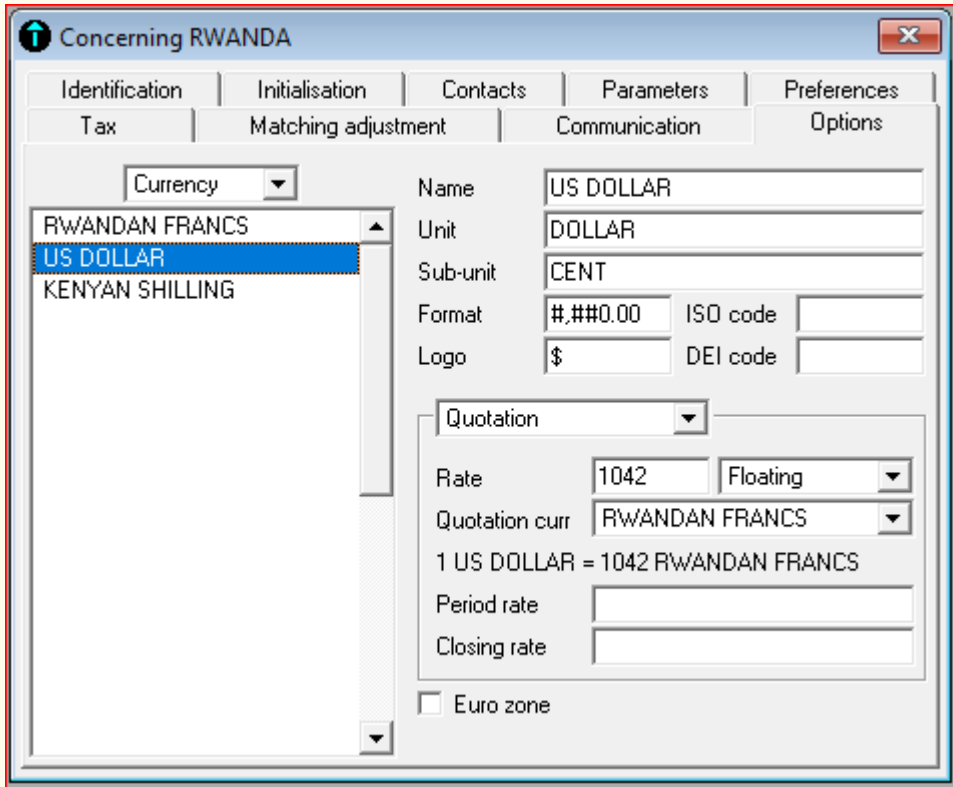 Concerning RWANDA
Identification Initialisation Contacts Parameters Preferences
Tax Matching adjustment Communication Options
Currency
RWANDAN FRANCS
US DOLLAR
KENYAN SHILLING
Name US DOLLAR
Unit DOLLAR
Sub-unit CENT
Format #,##0.00 ISO code
Logo $ DEI code
Quotation
Rate 1042 Floating
Quotation curr RWANDAN FRANCS
1 US DOLLAR = 1042 RWANDAN FRANCS
Period rate
Closing rate
Euro zone